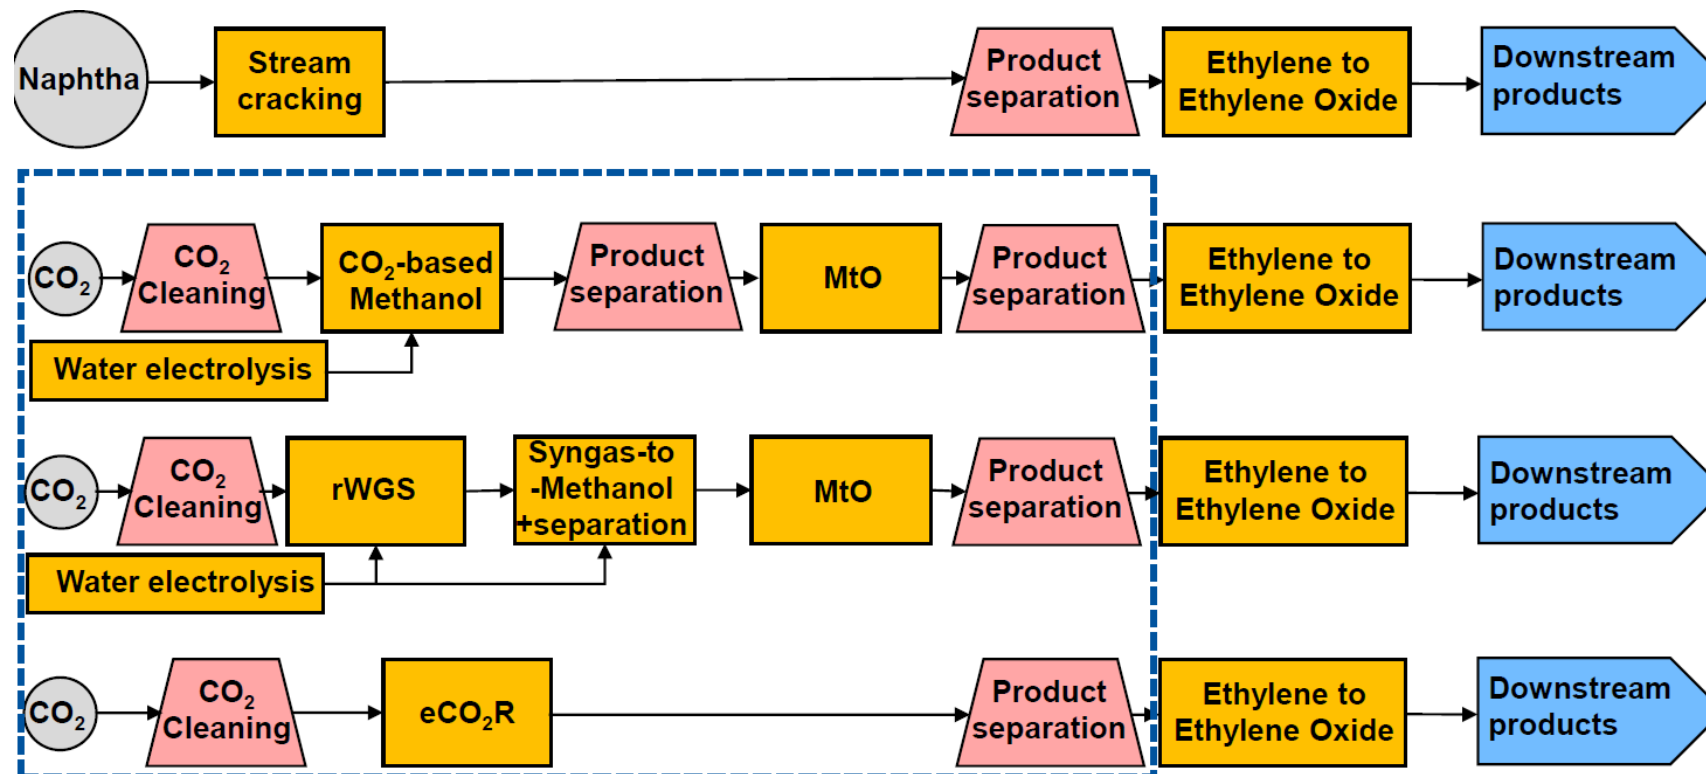 Naphtha
Stream
cracking
Product
separation
Ethylene to
Ethylene Oxide
Downstream
products
CO₂
CO₂
Cleaning
CO₂-based
Methanol
Product
separation
MtO
Product
separation
Ethylene to
Ethylene Oxide
Downstream
products
Water electrolysis
CO₂
CO₂
Cleaning
rWGS
Syngas-to
-Methanol
+separation
MtO
Product
separation
Ethylene to
Ethylene Oxide
Downstream
products
Water electrolysis
CO₂
CO₂
Cleaning
eCO₂R
Product
separation
Ethylene to
Ethylene Oxide
Downstream
products